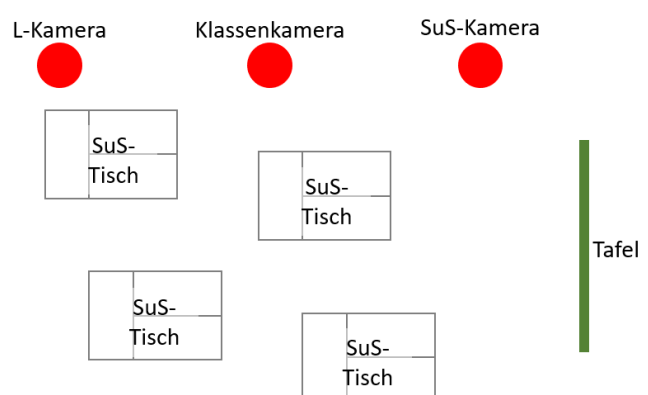 L-Kamera
Klassenkamera
SuS-Kamera
SuS-
Tisch
SuS-
Tisch
Tafel
SuS-
Tisch
SuS-
Tisch